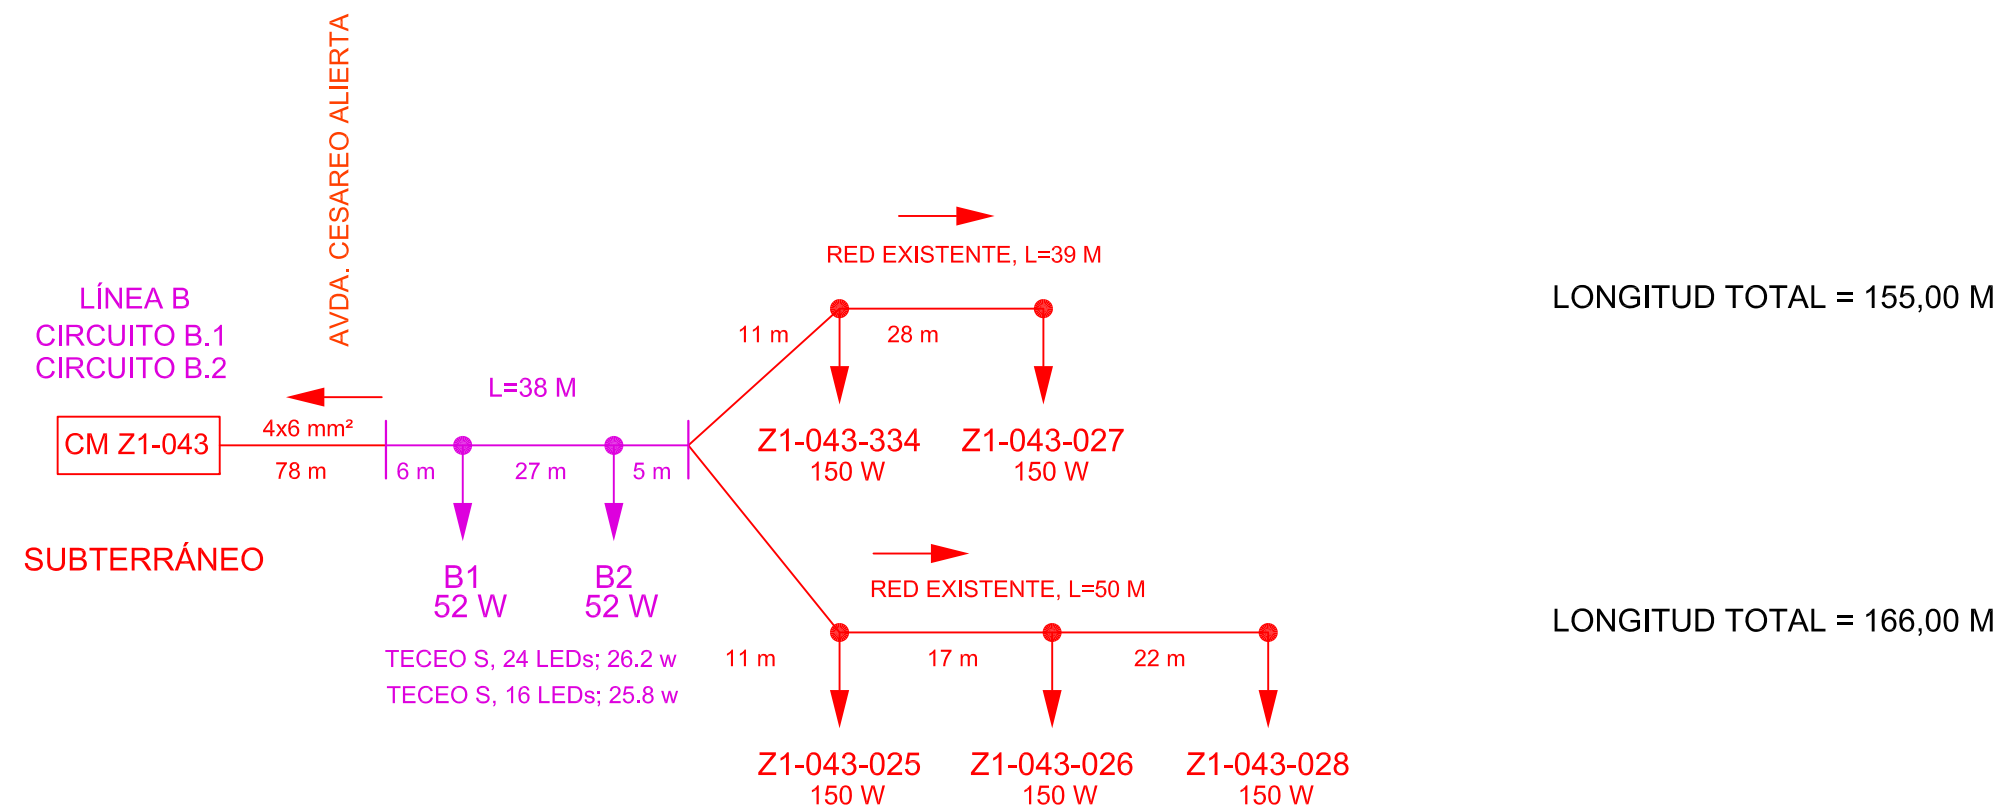 AVDA. CESAREO ALIERTA
RED EXISTENTE, L=39 M
LÍNEA B
CIRCUITO B.1
CIRCUITO B.2
LONGITUD TOTAL = 155,00 M
11 m
28 m
L=38 M
CM Z1-043
4x6 mm²
78 m
6 m
27 m
5 m
Z1-043-334
150 W
Z1-043-027
150 W
SUBTERRÁNEO
B1
52 W
B2
52 W
RED EXISTENTE, L=50 M
LONGITUD TOTAL = 166,00 M
TECEO S, 24 LEDs; 26.2 w
TECEO S, 16 LEDs; 25.8 w
11 m
17 m
22 m
Z1-043-025
150 W
Z1-043-026
150 W
Z1-043-028
150 W